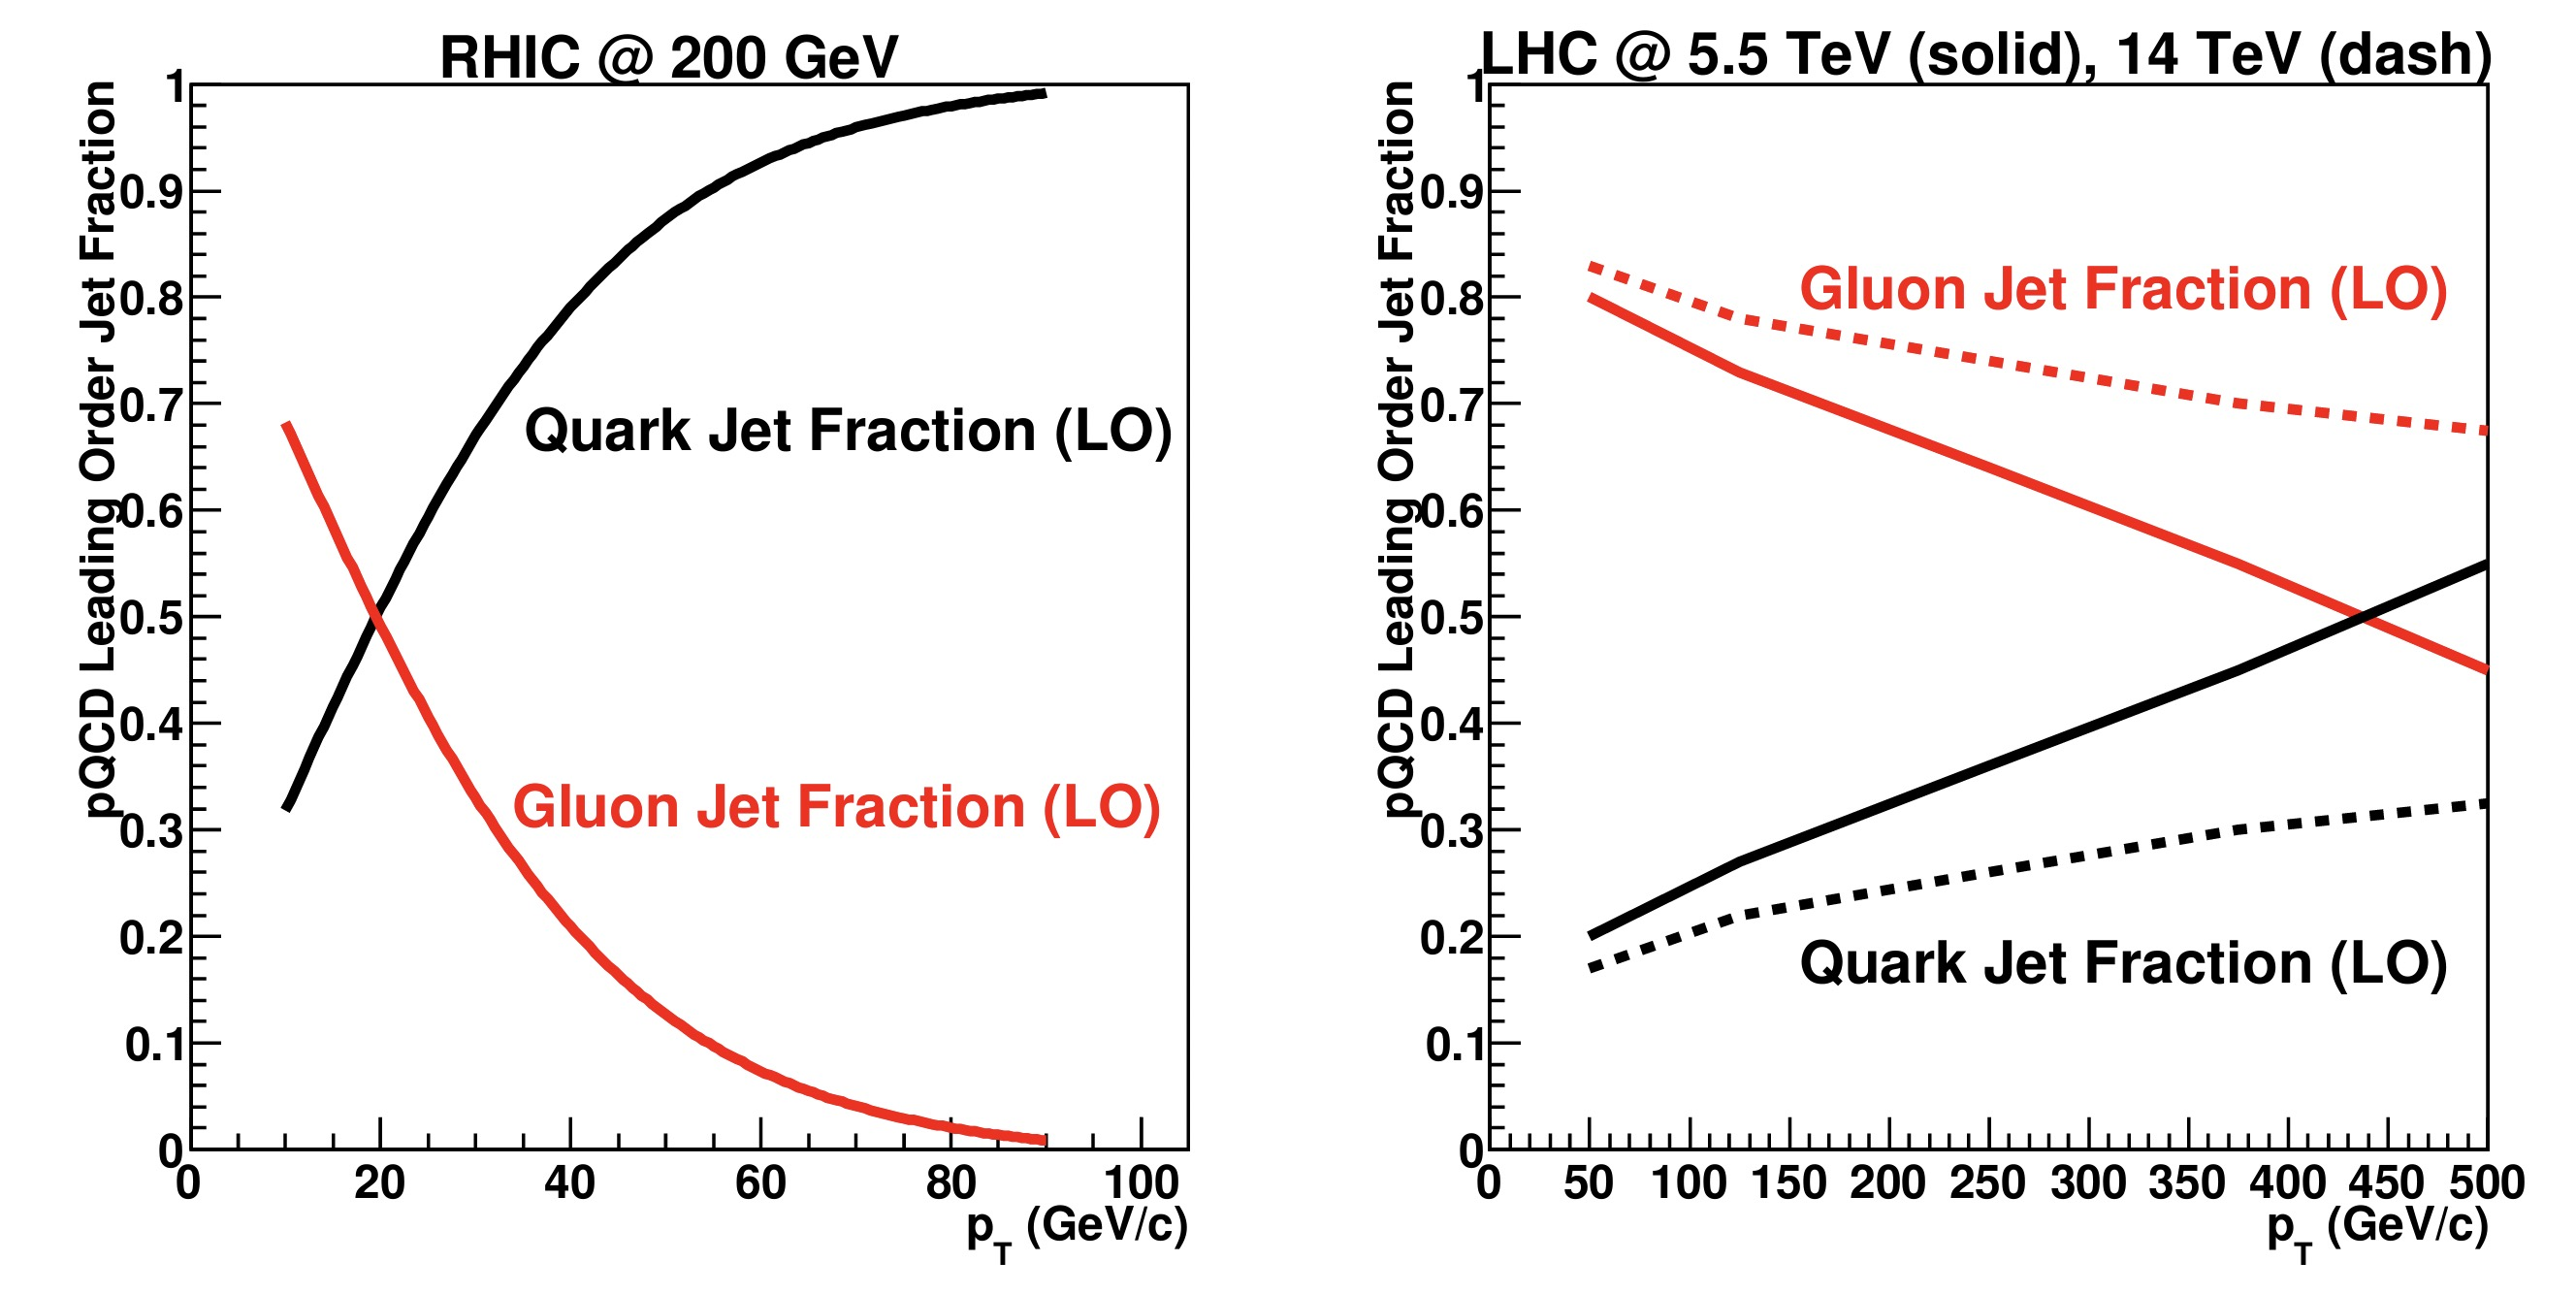 RHIC @ 200 GeV
pQCD Leading Order Jet Fraction
1
0.9
0.8
0.7
0.6
0.5
0.4
0.3
0.2
0.1
0
Quark Jet Fraction (LO)
Gluon Jet Fraction (LO)
0 20 40 60 80 100
pT (GeV/c)
LHC @ 5.5 TeV (solid), 14 TeV (dash)
pQCD Leading Order Jet Fraction
1
0.9
0.8
0.7
0.6
0.5
0.4
0.3
0.2
0.1
0
Gluon Jet Fraction (LO)
Quark Jet Fraction (LO)
0 50 100 150 200 250 300 350 400 450 500
pT (GeV/c)